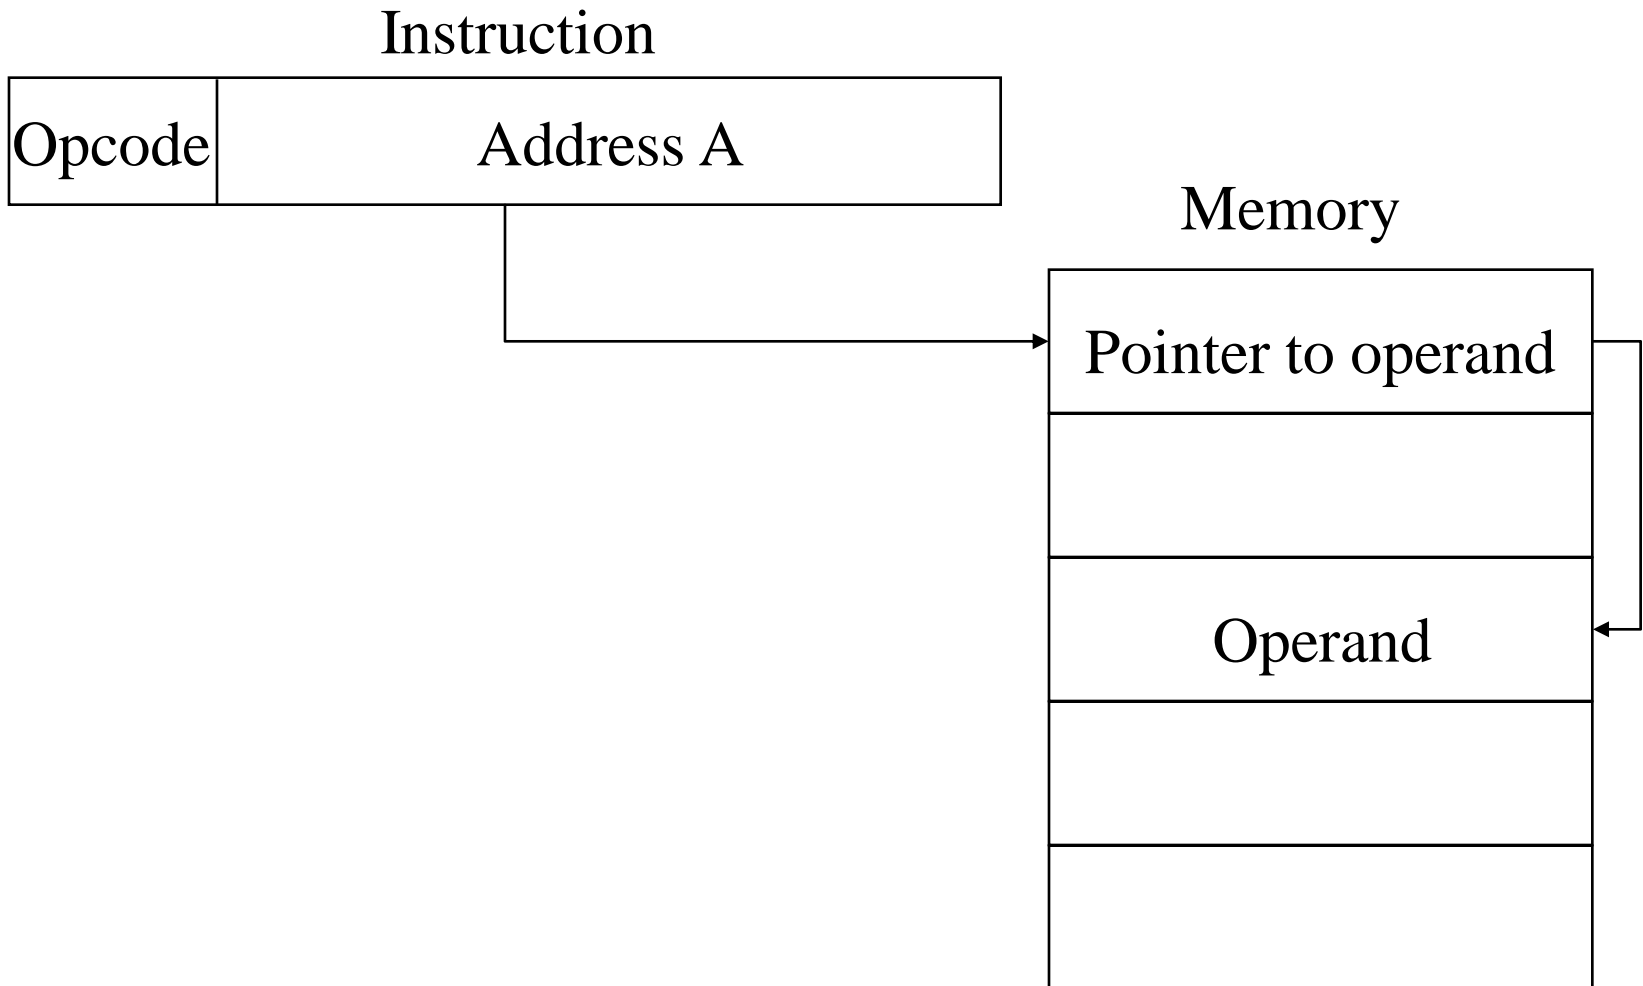 Instruction
Opcode
Address A
Memory
Pointer to operand
Operand